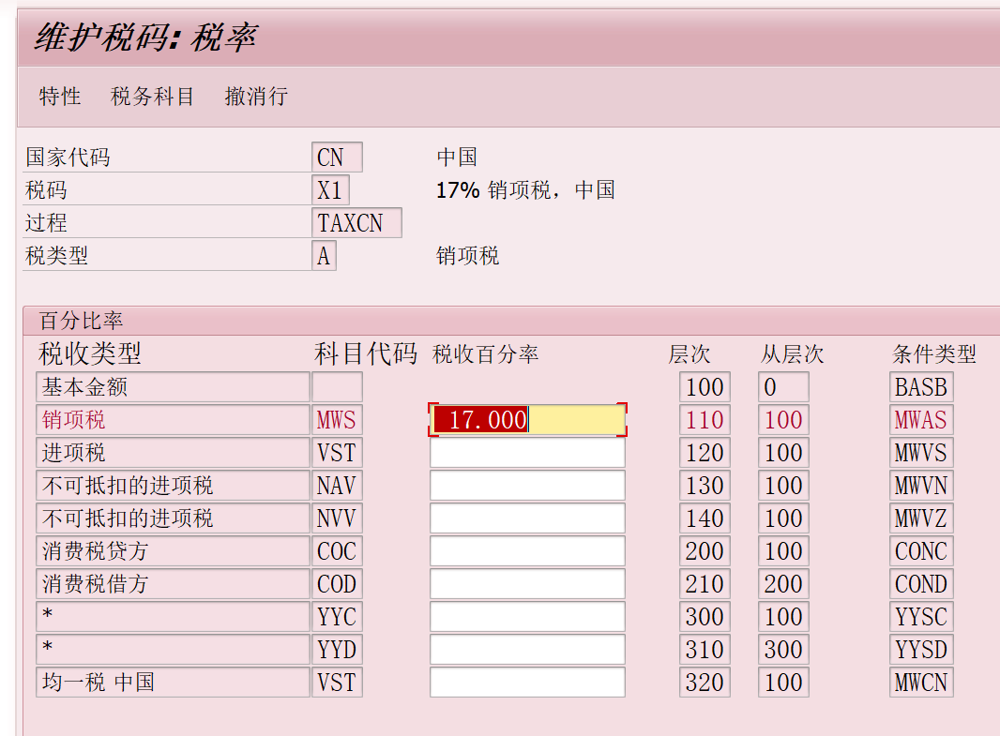 维护税码: 税率
特性 税务科目 撤消行
国家代码 CN 中国
税码 X1 17% 销项税，中国
过程 TAXCN
税类型 A 销项税
百分比率
税收类型 科目代码 税收百分率 层次 从层次 条件类型
基本金额 100 0 BASB
销项税 MWS 17.000 110 100 MWAS
进项税 VST 120 100 MWVS
不可抵扣的进项税 NAV 130 100 MWVN
不可抵扣的进项税 NVV 140 100 MWVZ
消费税贷方 COC 200 100 CONC
消费税借方 COD 210 200 COND
* YYC 300 100 YYSC
* YYD 310 300 YYSD
均一税 中国 VST 320 100 MWCN